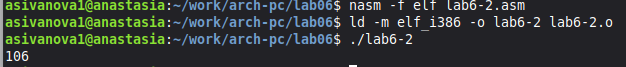 asivanova1@anastasia:~/work/arch-pc/lab06$ nasm -f elf lab6-2.asm
asivanova1@anastasia:~/work/arch-pc/lab06$ ld -m elf_i386 -o lab6-2 lab6-2.o
asivanova1@anastasia:~/work/arch-pc/lab06$ ./lab6-2
106